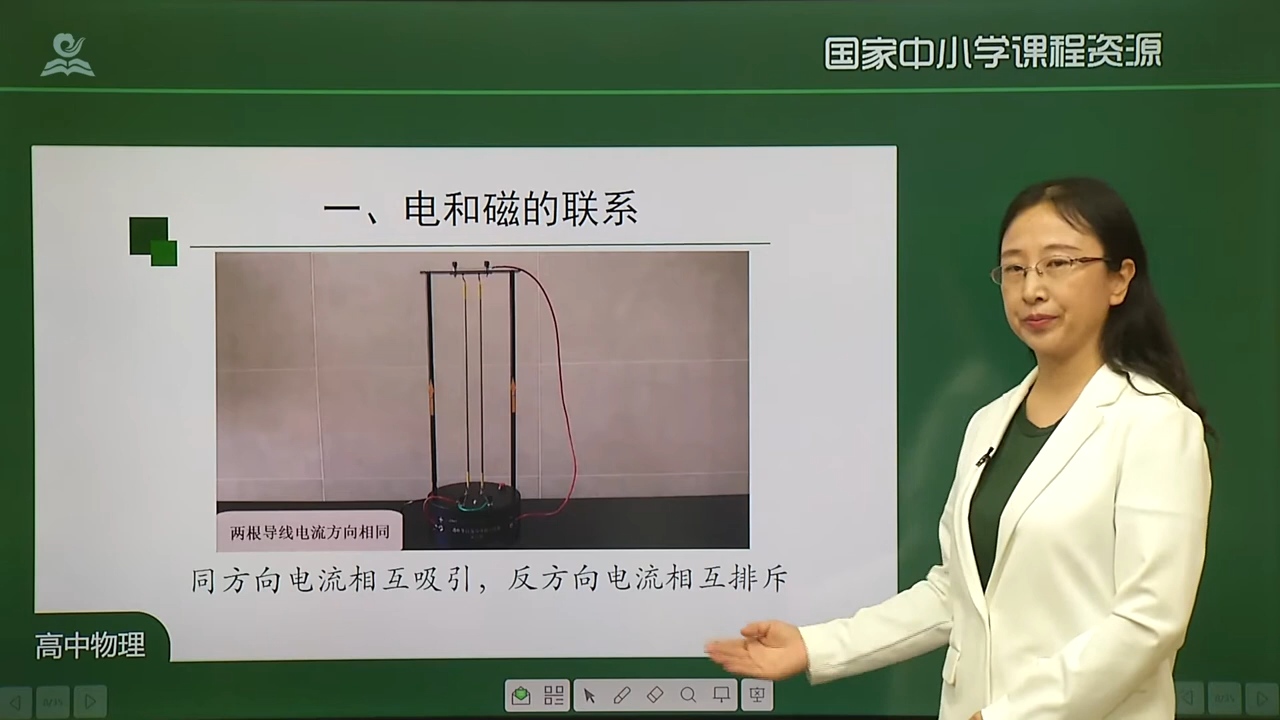 国家中小学课程资源
一、电和磁的联系
两根导线电流方向相同
同方向电流相互吸引，反方向电流相互排斥
高中物理